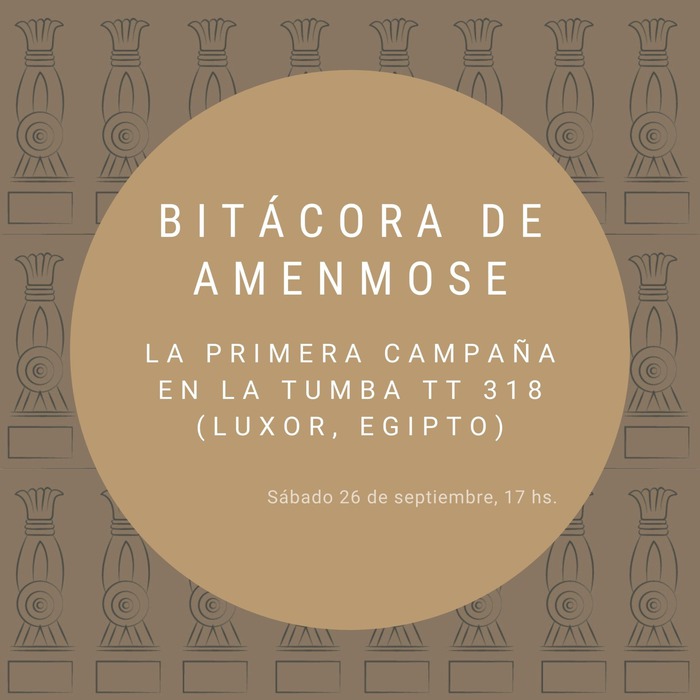 BITÁCORA DE
AMENMOSE
LA PRIMERA CAMPAÑA
EN LA TUMBA TT 318
(LUXOR, EGIPTO)
Sábado 26 de septiembre, 17 hs.